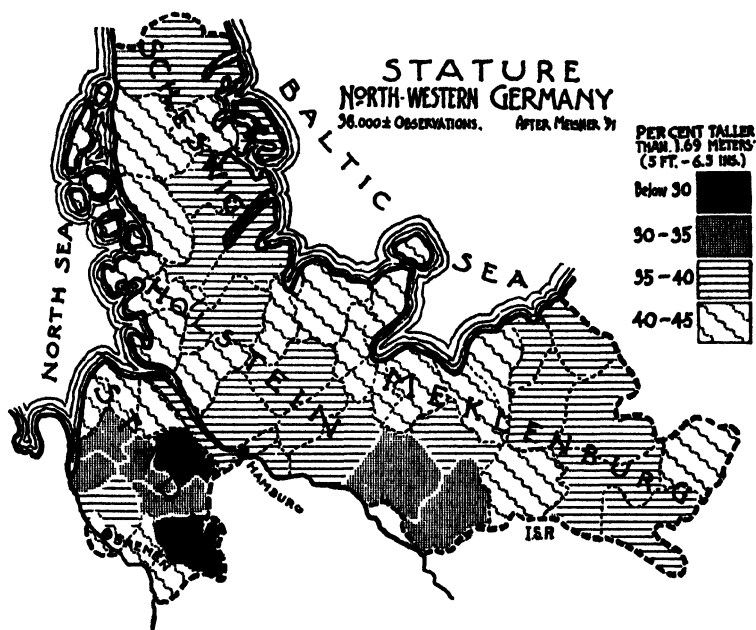 STATURE
NORTH-WESTERN GERMANY
38.000± OBSERVATIONS. AFTER MEISNER '91
PER CENT TALLER
THAN 1.69 METERS
(5 FT. - 6.5 INS.)
Below 30
30-35
35-40
40-45
BALTIC SEA
NORTH SEA
SCHLESWIG
HOLSTEIN
MEKLENBURG
HAMBURG
BREMEN
I.S.R